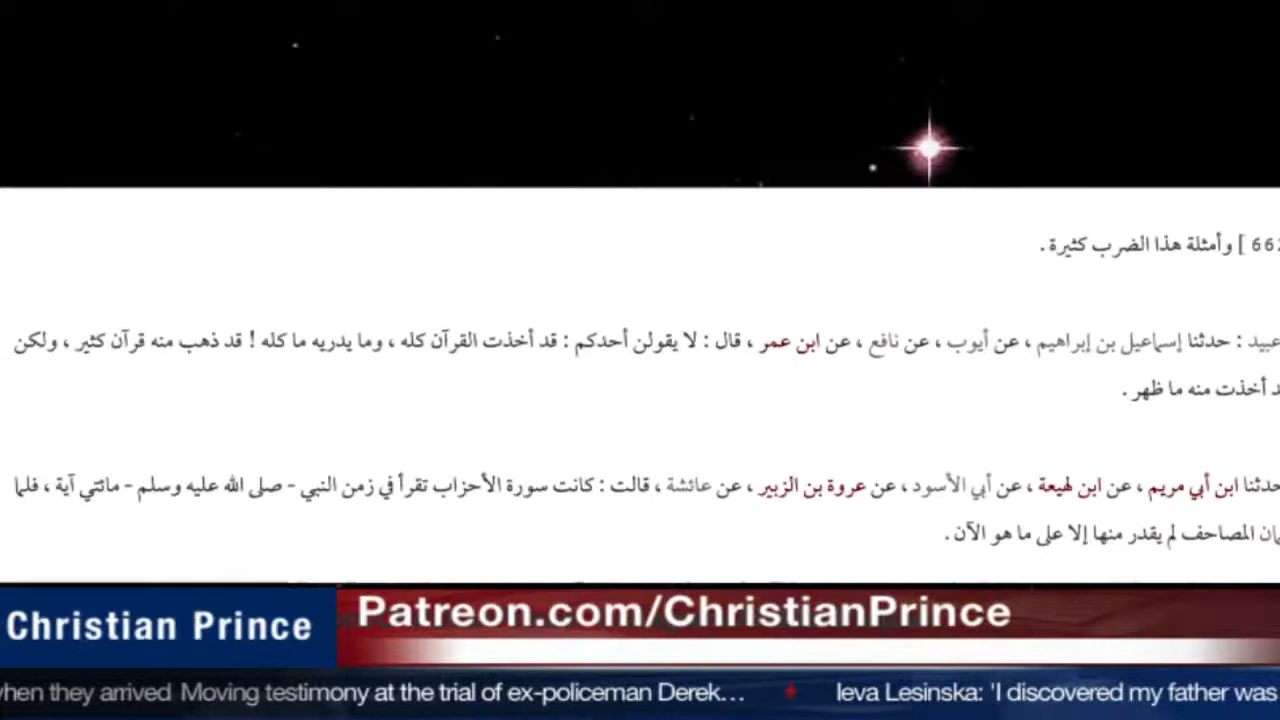 662 ] وأمثلة هذا الضرب كثيرة .
عبيد : حدثنا إسماعيل بن إبراهيم ، عن أيوب ، عن نافع ، عن ابن عمر ، قال : لا يقولن أحدكم : قد أخذت القرآن كله ، وما يدريه ما كله ! قد ذهب منه قرآن كثير ، ولكن
د أخذت منه ما ظهر .
حدثنا ابن أبي مريم ، عن ابن لهيعة ، عن أبي الأسود ، عن عروة بن الزبير ، عن عائشة ، قالت : كانت سورة الأحزاب تقرأ في زمن النبي - صلى الله عليه وسلم - مائتي آية ، فلما
ان المصاحف لم يقدر منها إلا على ما هو الآن .
Patreon.com/ChristianPrince
Christian Prince
when they arrived Moving testimony at the trial of ex-policeman Derek... Ieva Lesinska: 'I discovered my father was